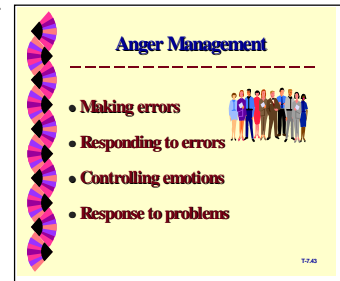 Anger Management
● Making errors
● Responding to errors
● Controlling emotions
● Response to problems
T-7.43